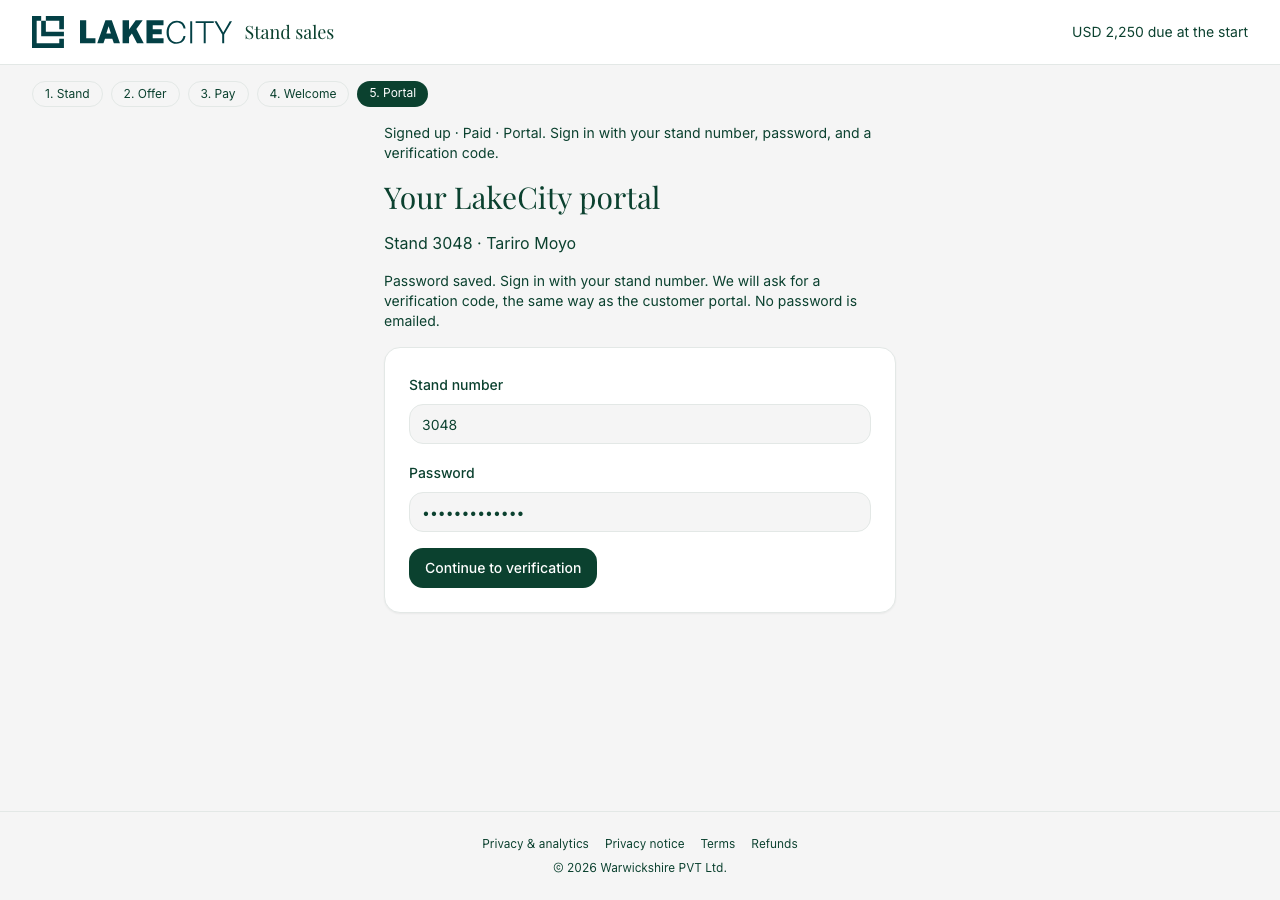 LAKECITY Stand sales
USD 2,250 due at the start
1. Stand
2. Offer
3. Pay
4. Welcome
5. Portal
Signed up · Paid · Portal. Sign in with your stand number, password, and a
verification code.
Your LakeCity portal
Stand 3048 · Tariro Moyo
Password saved. Sign in with your stand number. We will ask for a
verification code, the same way as the customer portal. No password is
emailed.
Stand number
3048
Password
•••••••••••••
Continue to verification
Privacy & analytics Privacy notice Terms Refunds
© 2026 Warwickshire PVT Ltd.